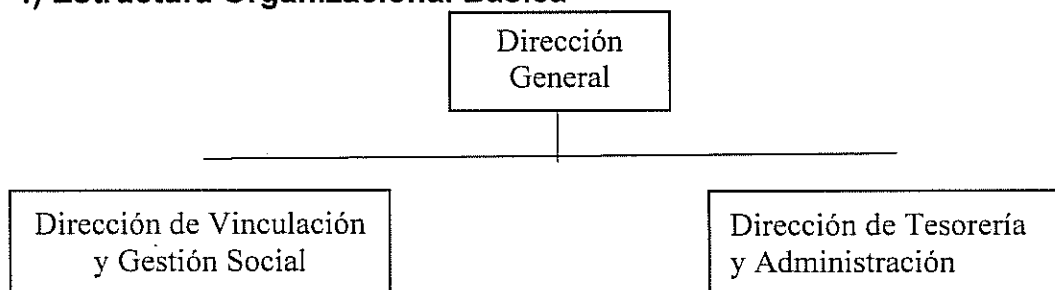 Estructura Organizacional Básica
Dirección
General
Dirección de Vinculación
y Gestión Social
Dirección de Tesorería
y Administración